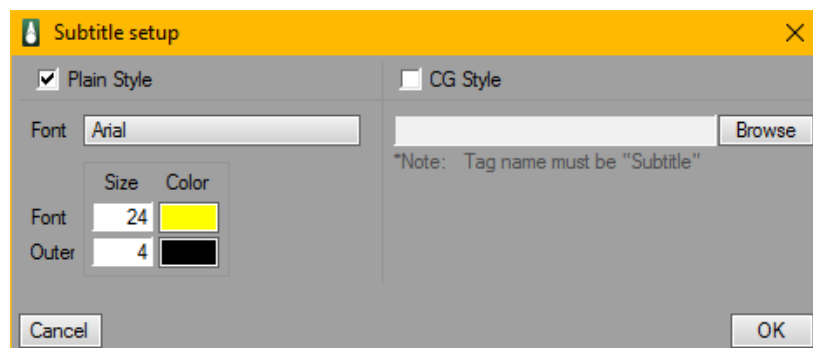 Subtitle setup
Plain Style
CG Style
Font Arial
Browse
*Note: Tag name must be "Subtitle"
Size Color
Font 24
Outer 4
Cancel
OK